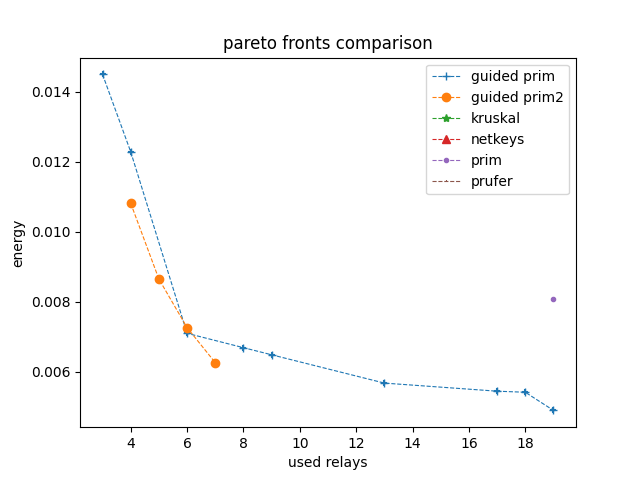 pareto fronts comparison
guided prim
guided prim2
kruskal
netkeys
prim
prufer
energy
0.014
0.012
0.010
0.008
0.006
4 6 8 10 12 14 16 18
used relays